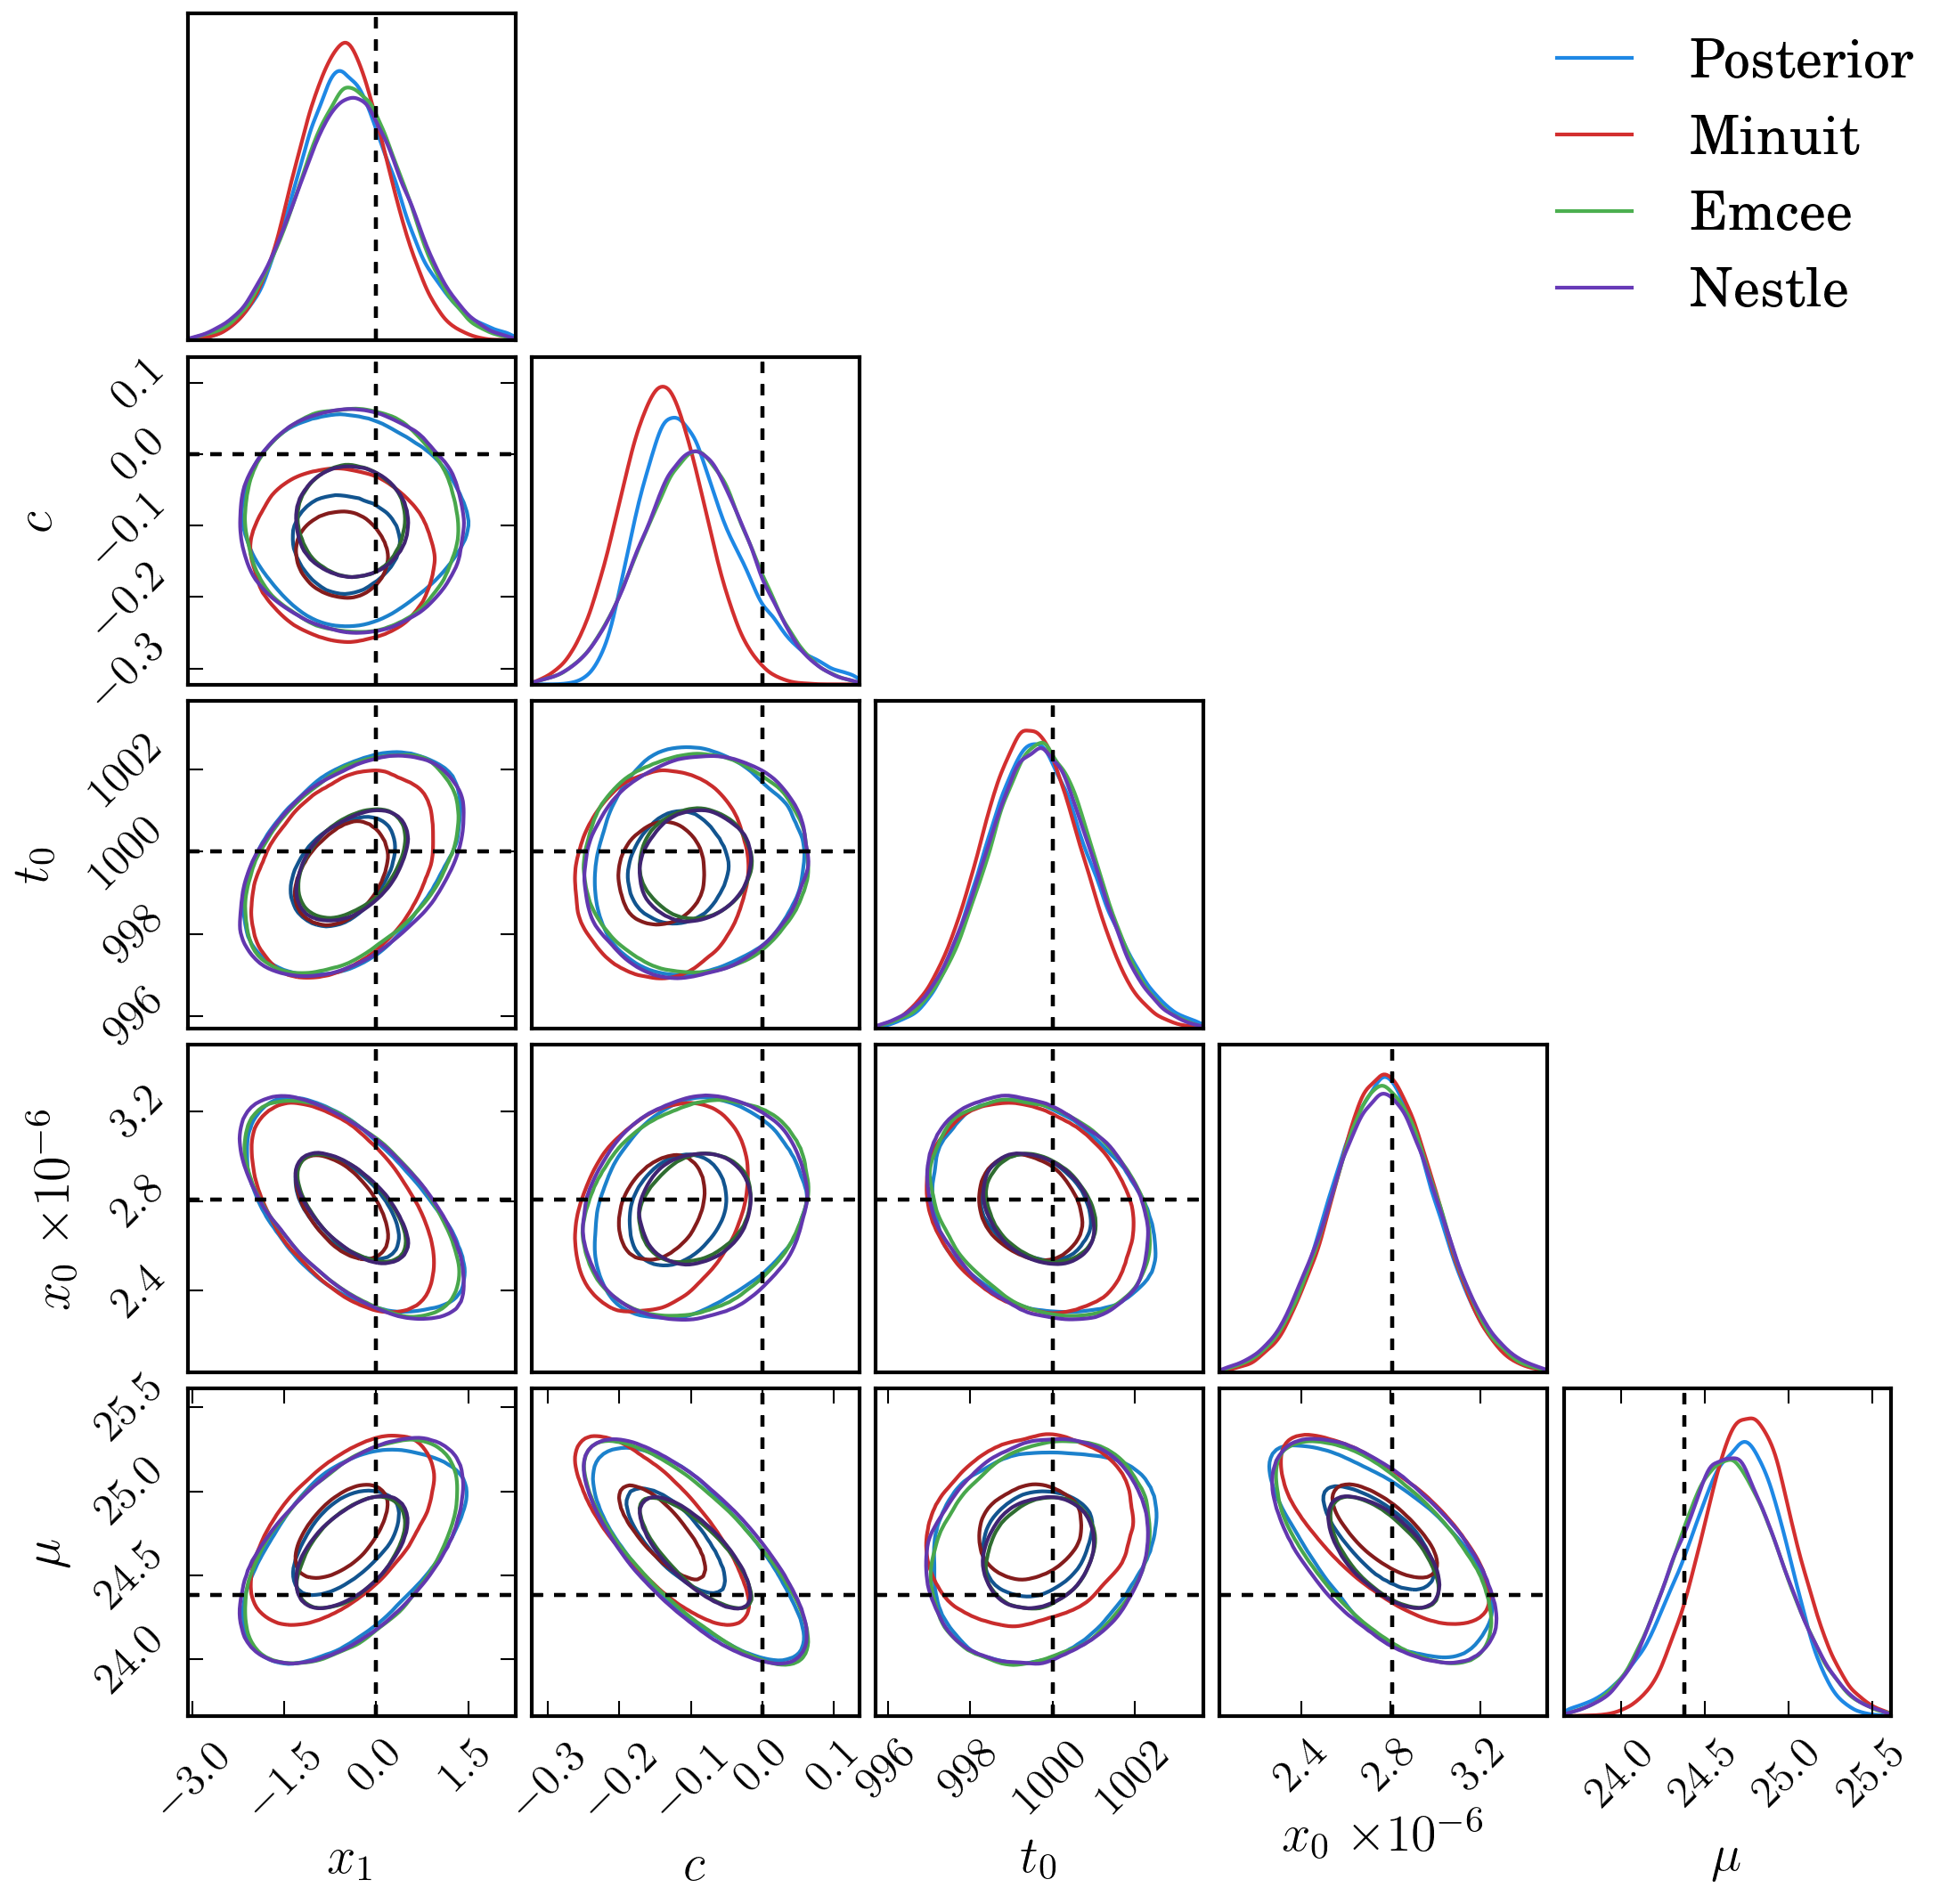 Posterior
Minuit
Emcee
Nestle
0.1
0.0
−0.1
−0.2
−0.3
c
1002
1000
998
996
t₀
3.2
2.8
2.4
x₀ ×10⁻⁶
25.5
25.0
24.5
24.0
μ
−3.0 −1.5 0.0 1.5 −0.3 −0.2 −0.1 0.0 0.1 996 998 1000 1002 2.4 2.8 3.2 24.0 24.5 25.0 25.5
x₁ c t₀ x₀ ×10⁻⁶ μ